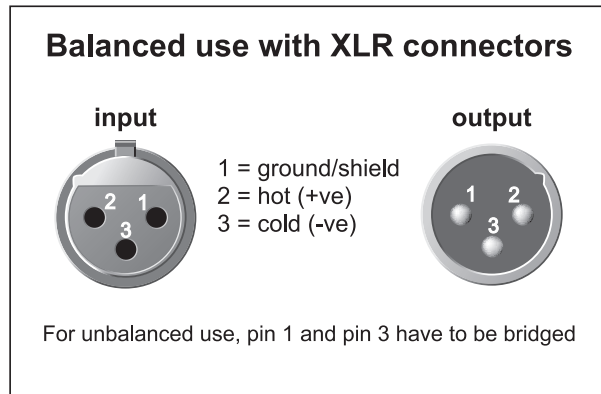 Balanced use with XLR connectors
input
output
2 1
3
1 = ground/shield
2 = hot (+ve)
3 = cold (-ve)
1 2
3
For unbalanced use, pin 1 and pin 3 have to be bridged